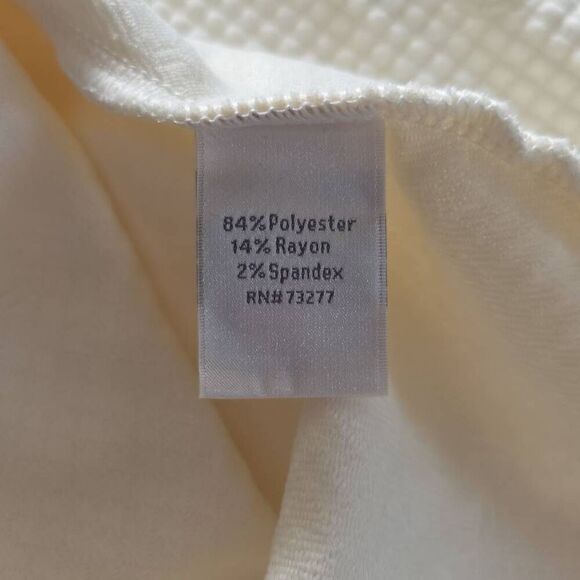 84% Polyester
14% Rayon
2% Spandex
RN# 73277